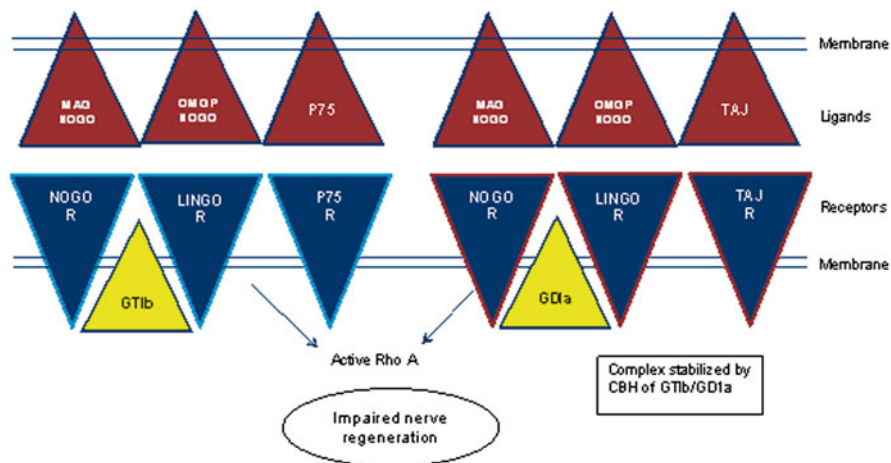 Membrane
MAG
NOGO
OMGP
NOGO
P75
MAG
NOGO
OMGP
NOGO
TAJ
Ligands
NOGO
R
LINGO
R
P75
R
NOGO
R
LINGO
R
TAJ
R
Receptors
Membrane
GTIb
GDIa
Active Rho A
Complex stabilized by
CBH of GTIb/GD1a
Impaired nerve
regeneration